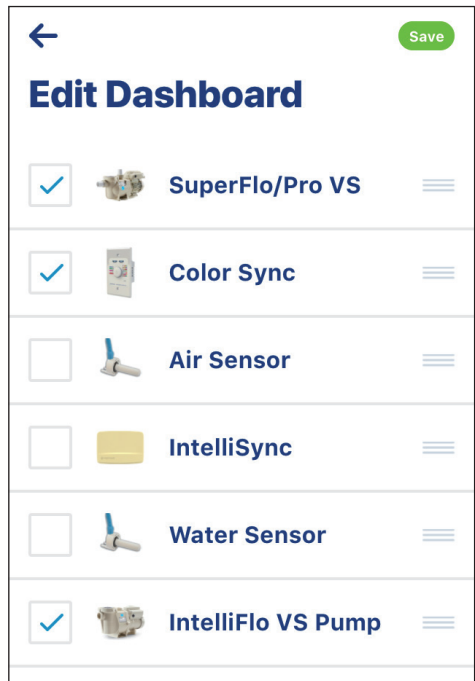 Save
Edit Dashboard
SuperFlo/Pro VS
Color Sync
Air Sensor
IntelliSync
Water Sensor
IntelliFlo VS Pump